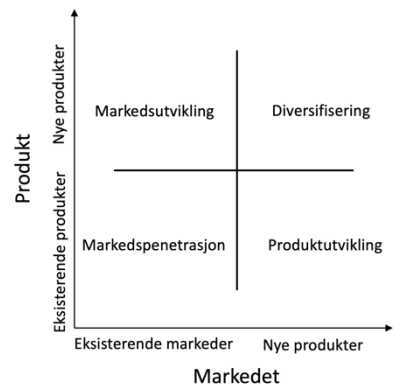 Produkt
Nye produkter
Eksisterende produkter
Markedsutvikling
Diversifisering
Markedspenetrasjon
Produktutvikling
Eksisterende markeder
Nye produkter
Markedet